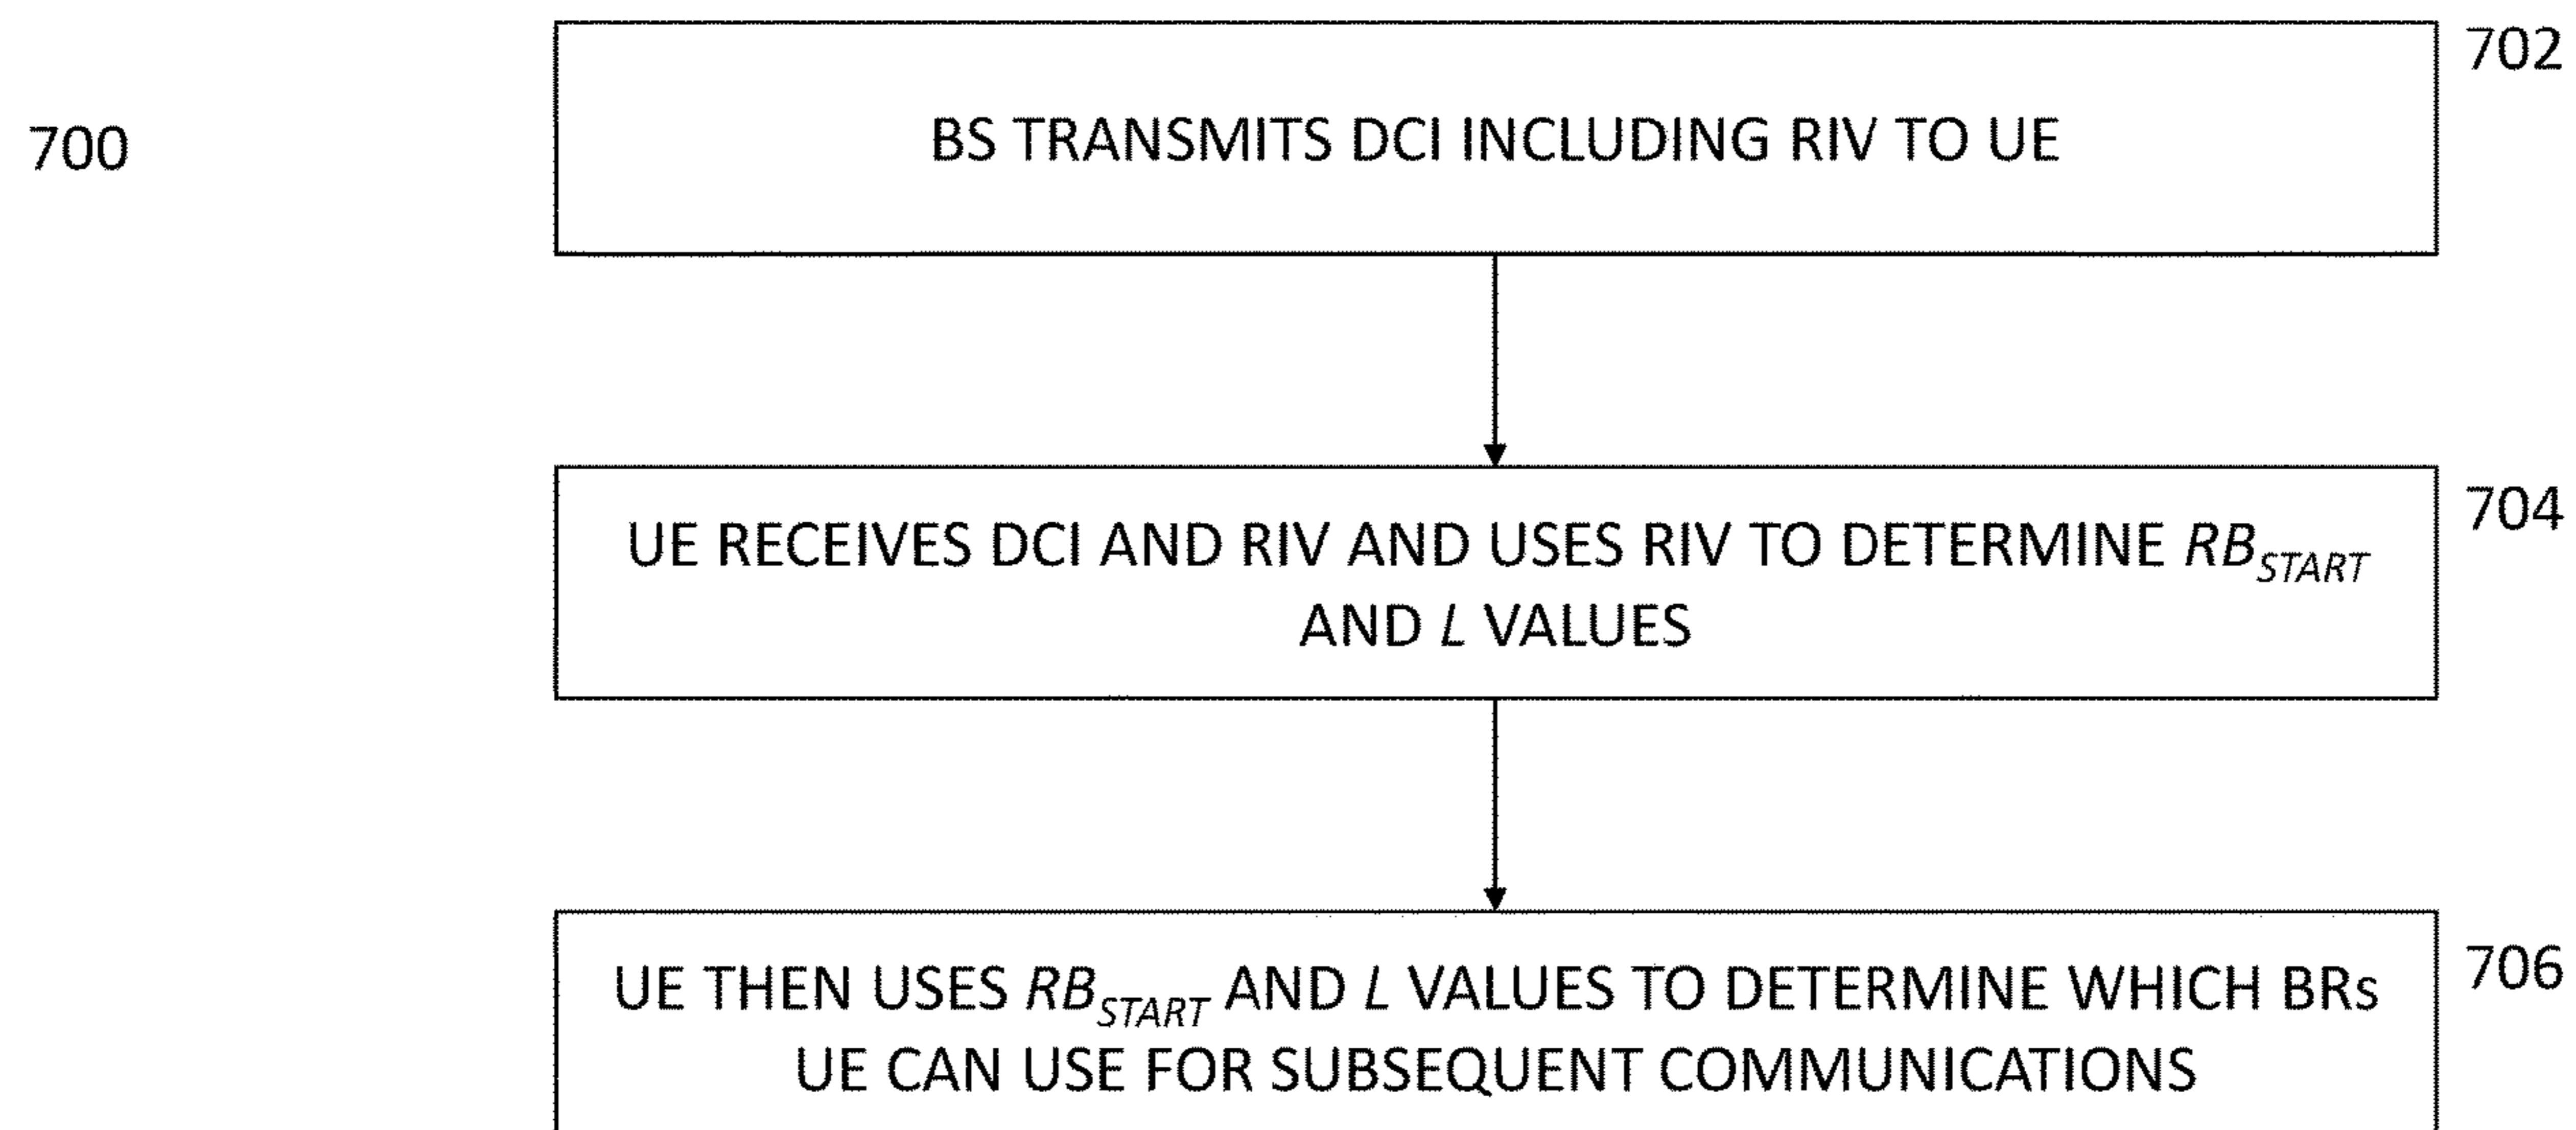 702
700
BS TRANSMITS DCI INCLUDING RIV TO UE
704
UE RECEIVES DCI AND RIV AND USES RIV TO DETERMINE RB_START
AND L VALUES
706
UE THEN USES RB_START AND L VALUES TO DETERMINE WHICH BRs
UE CAN USE FOR SUBSEQUENT COMMUNICATIONS